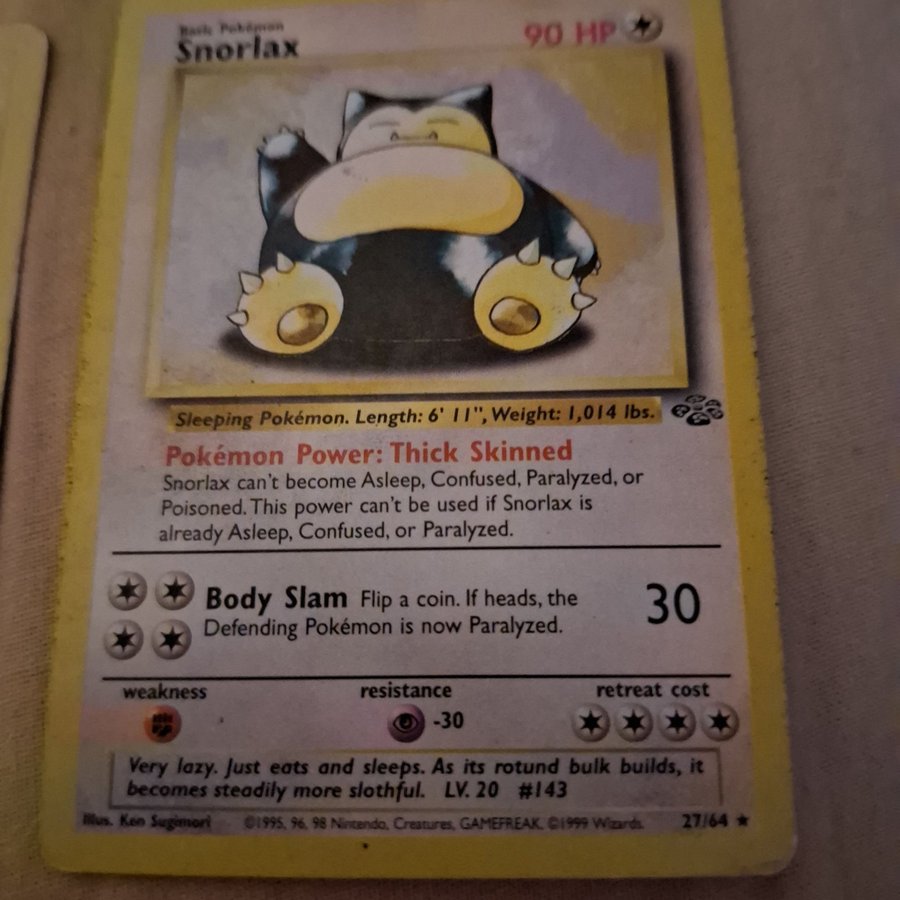 Basic Pokémon
Snorlax 90 HP
Sleeping Pokémon. Length: 6' 11", Weight: 1,014 lbs.
Pokémon Power: Thick Skinned
Snorlax can't become Asleep, Confused, Paralyzed, or
Poisoned. This power can't be used if Snorlax is
already Asleep, Confused, or Paralyzed.
Body Slam Flip a coin. If heads, the
Defending Pokémon is now Paralyzed.
30
weakness resistance retreat cost
-30
Very lazy. Just eats and sleeps. As its rotund bulk builds, it
becomes steadily more slothful. LV. 20 #143
Illus. Ken Sugimori ©1995, 96, 98 Nintendo, Creatures, GAMEFREAK. ©1999 Wizards. 27/64 ★